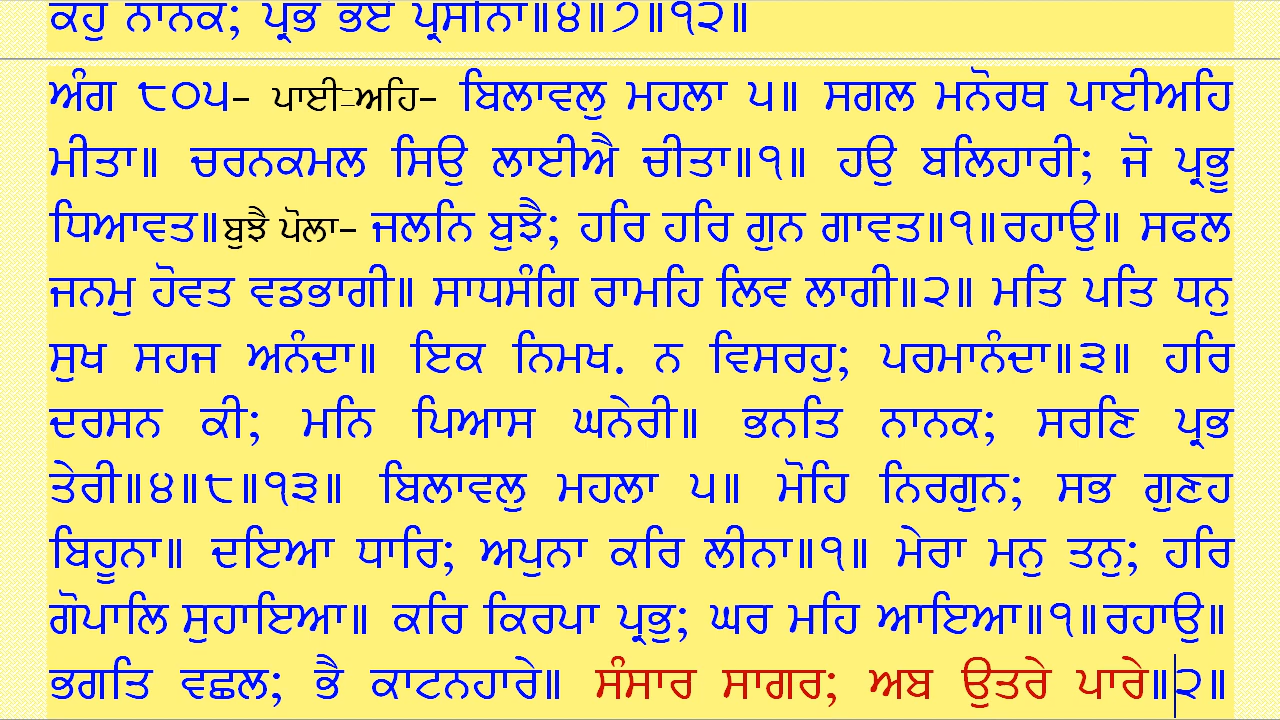 ਕਹੁ ਨਾਨਕ; ਪ੍ਰਭ ਭਏ ਪ੍ਰਸੀਨਾ॥੪॥੭॥੧੨॥
ਅੰਗ ੮੦੫- ਪਾਈ-ਅਹਿ- ਬਿਲਾਵਲੁ ਮਹਲਾ ੫॥ ਸਗਲ ਮਨੋਰਥ ਪਾਈਅਹਿ
ਮੀਤਾ॥ ਚਰਨਕਮਲ ਸਿਉ ਲਾਈਐ ਚੀਤਾ॥੧॥ ਹਉ ਬਲਿਹਾਰੀ; ਜੋ ਪ੍ਰਭੂ
ਧਿਆਵਤ॥ਬੁਝੈ ਪੋਲਾ- ਜਲਨਿ ਬੁਝੈ; ਹਰਿ ਹਰਿ ਗੁਨ ਗਾਵਤ॥੧॥ਰਹਾਉ॥ ਸਫਲ
ਜਨਮੁ ਹੋਵਤ ਵਡਭਾਗੀ॥ ਸਾਧਸੰਗਿ ਰਾਮਹਿ ਲਿਵ ਲਾਗੀ॥੨॥ ਮਤਿ ਪਤਿ ਧਨੁ
ਸੁਖ ਸਹਜ ਅਨੰਦਾ॥ ਇਕ ਨਿਮਖ. ਨ ਵਿਸਰਹੁ; ਪਰਮਾਨੰਦਾ॥੩॥ ਹਰਿ
ਦਰਸਨ ਕੀ; ਮਨਿ ਪਿਆਸ ਘਨੇਰੀ॥ ਭਨਤਿ ਨਾਨਕ; ਸਰਣਿ ਪ੍ਰਭ
ਤੇਰੀ॥੪॥੮॥੧੩॥ ਬਿਲਾਵਲੁ ਮਹਲਾ ੫॥ ਮੋਹਿ ਨਿਰਗੁਨ; ਸਭ ਗੁਣਹ
ਬਿਹੂਨਾ॥ ਦਇਆ ਧਾਰਿ; ਅਪੁਨਾ ਕਰਿ ਲੀਨਾ॥੧॥ ਮੇਰਾ ਮਨੁ ਤਨੁ; ਹਰਿ
ਗੋਪਾਲਿ ਸੁਹਾਇਆ॥ ਕਰਿ ਕਿਰਪਾ ਪ੍ਰਭੁ; ਘਰ ਮਹਿ ਆਇਆ॥੧॥ਰਹਾਉ॥
ਭਗਤਿ ਵਛਲ; ਭੈ ਕਾਟਨਹਾਰੇ॥ ਸੰਸਾਰ ਸਾਗਰ; ਅਬ ਉਤਰੇ ਪਾਰੇ॥੨॥